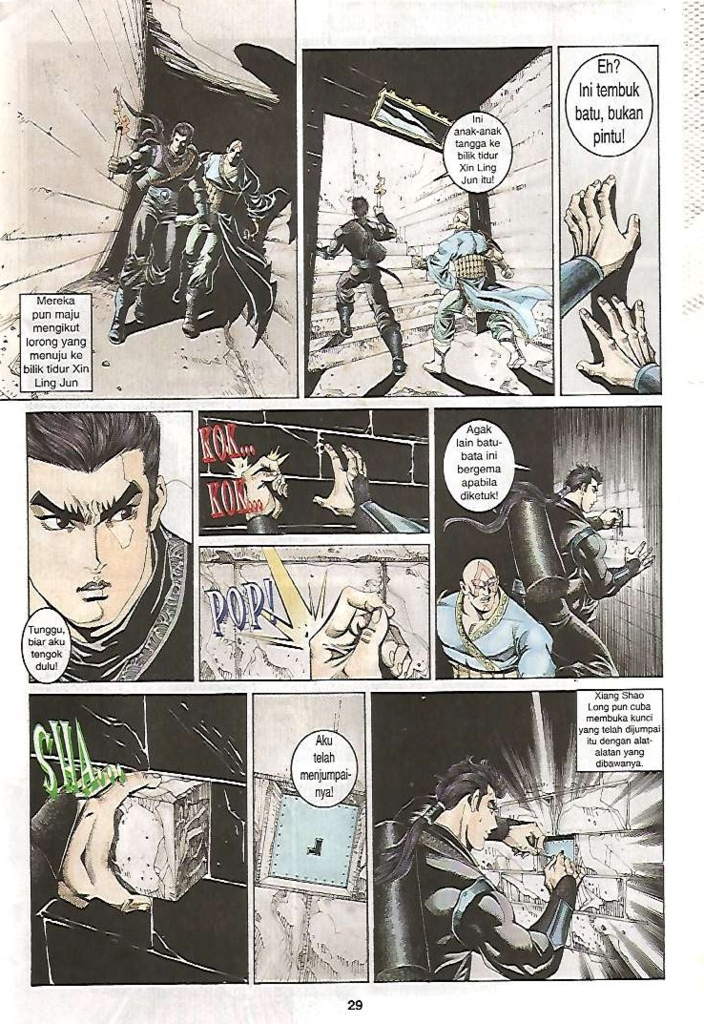 Mereka
pun maju
mengikut
lorong yang
menuju ke
bilik tidur Xin
Ling Jun
Ini
anak-anak
tangga ke
bilik tidur
Xin Ling
Jun itu!
Eh?
Ini tembuk
batu, bukan
pintu!
Tunggu,
biar aku
tengok
dulu!
KOK...
KOK...
POP!
Agak
lain batu-
bata ini
bergema
apabila
diketuk!
SHA...
Aku
telah
menjumpai-
nya!
Xiang Shao
Long pun cuba
membuka kunci
yang telah dijumpai
itu dengan alat-
alatan yang
dibawanya.
29